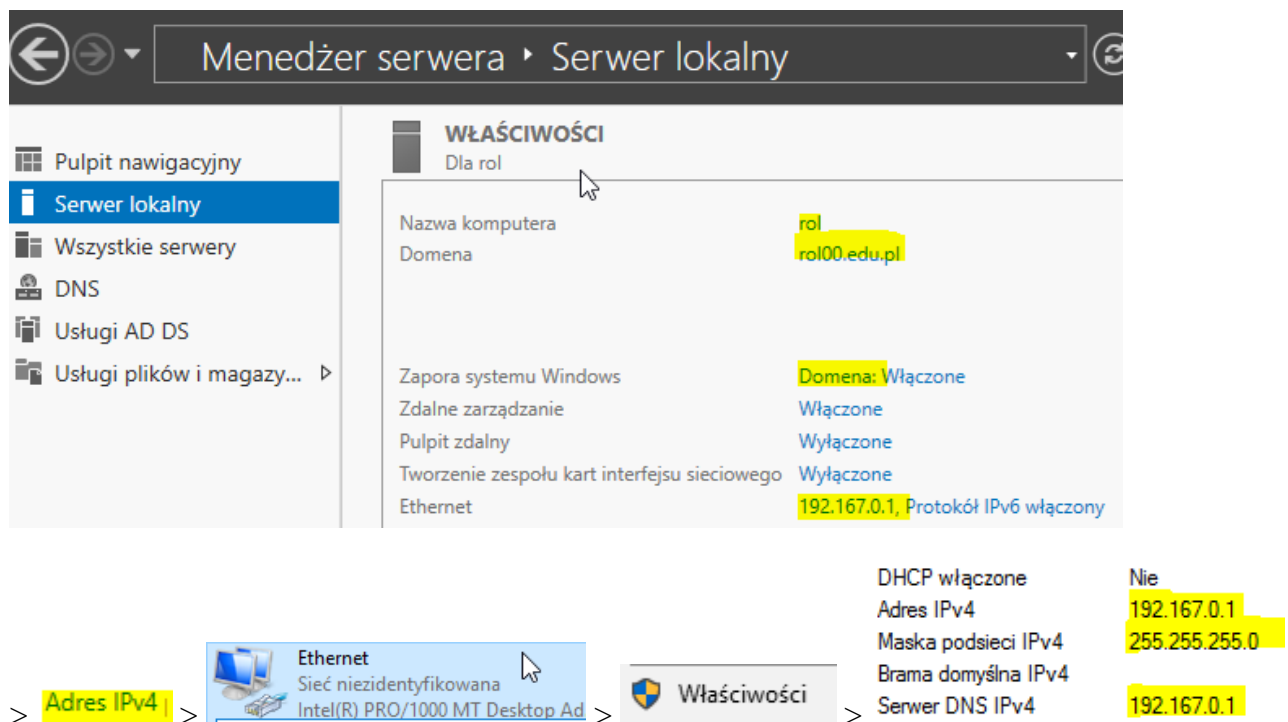 Menedżer serwera ‣ Serwer lokalny
Pulpit nawigacyjny
Serwer lokalny
Wszystkie serwery
DNS
Usługi AD DS
Usługi plików i magazy...
WŁAŚCIWOŚCI
Dla rol
Nazwa komputera rol
Domena rol00.edu.pl
Zapora systemu Windows Domena: Włączone
Zdalne zarządzanie Włączone
Pulpit zdalny Wyłączone
Tworzenie zespołu kart interfejsu sieciowego Wyłączone
Ethernet 192.167.0.1, Protokół IPv6 włączony
> Adres IPv4 >
Ethernet
Sieć niezidentyfikowana
Intel(R) PRO/1000 MT Desktop Ad
> Właściwości >
DHCP włączone Nie
Adres IPv4 192.167.0.1
Maska podsieci IPv4 255.255.255.0
Brama domyślna IPv4
Serwer DNS IPv4 192.167.0.1